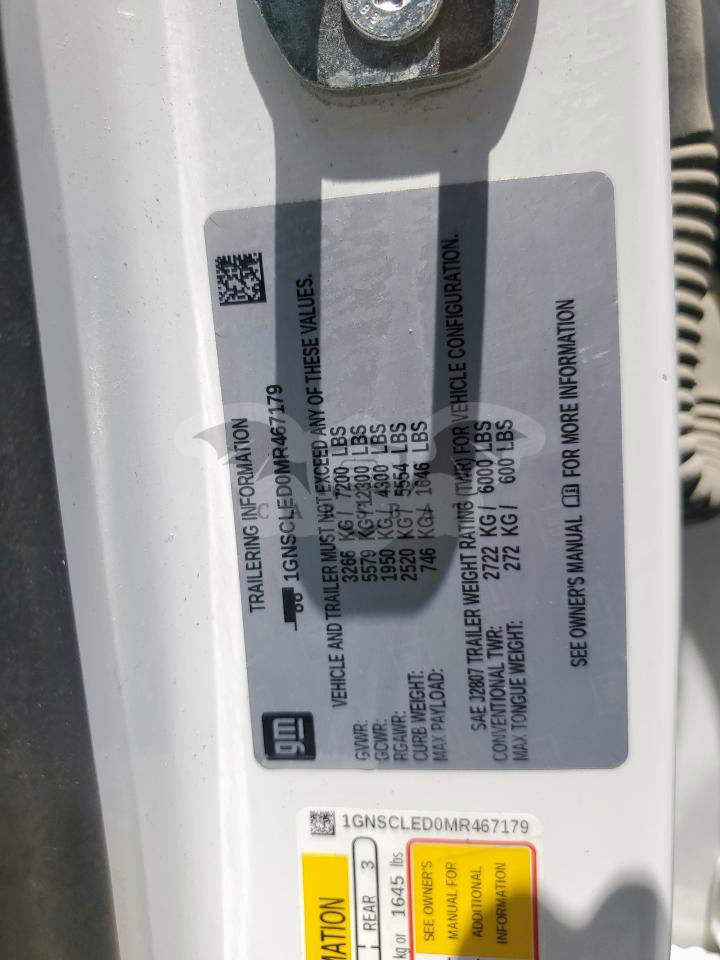 TRAILERING INFORMATION
gm
1GNSCLED0MR467179
VEHICLE AND TRAILER MUST NOT EXCEED ANY OF THESE VALUES.
GVWR: 3266 KG / 7200 LBS
GCWR: 5579 KG / 12300 LBS
RGAWR: 1950 KG / 4300 LBS
CURB WEIGHT: 2520 KG / 5554 LBS
MAX PAYLOAD: 746 KG / 1646 LBS
SAE J2807 TRAILER WEIGHT RATING (TWR) FOR VEHICLE CONFIGURATION.
CONVENTIONAL TWR: 2722 KG / 6000 LBS
MAX TONGUE WEIGHT: 272 KG / 600 LBS
SEE OWNER'S MANUAL FOR MORE INFORMATION
1GNSCLED0MR467179
MATION
REAR 3
kg or 1645 lbs
SEE OWNER'S
MANUAL FOR
ADDITIONAL
INFORMATION